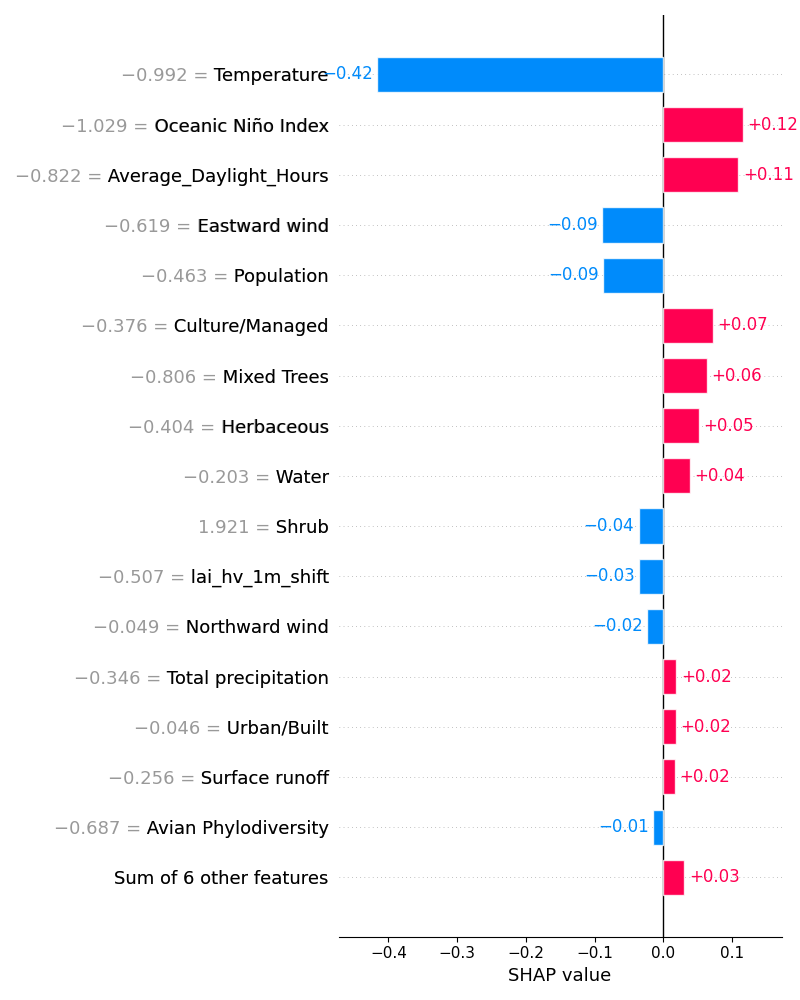 −0.992 = Temperature −0.42
−1.029 = Oceanic Niño Index +0.12
−0.822 = Average_Daylight_Hours +0.11
−0.619 = Eastward wind −0.09
−0.463 = Population −0.09
−0.376 = Culture/Managed +0.07
−0.806 = Mixed Trees +0.06
−0.404 = Herbaceous +0.05
−0.203 = Water +0.04
1.921 = Shrub −0.04
−0.507 = lai_hv_1m_shift −0.03
−0.049 = Northward wind −0.02
−0.346 = Total precipitation +0.02
−0.046 = Urban/Built +0.02
−0.256 = Surface runoff +0.02
−0.687 = Avian Phylodiversity −0.01
Sum of 6 other features +0.03
−0.4 −0.3 −0.2 −0.1 0.0 0.1
SHAP value